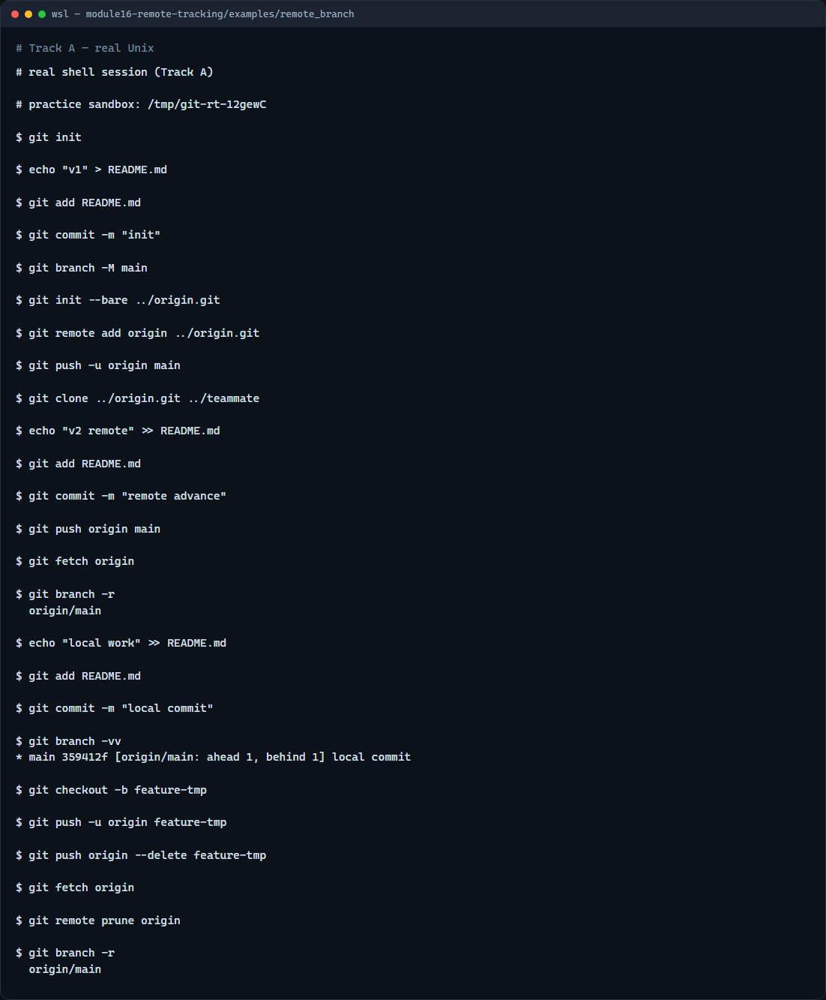 wsl — module16-remote-tracking/examples/remote_branch
# Track A — real Unix
# real shell session (Track A)
# practice sandbox: /tmp/git-rt-12gewC
$ git init
$ echo "v1" > README.md
$ git add README.md
$ git commit -m "init"
$ git branch -M main
$ git init --bare ../origin.git
$ git remote add origin ../origin.git
$ git push -u origin main
$ git clone ../origin.git ../teammate
$ echo "v2 remote" >> README.md
$ git add README.md
$ git commit -m "remote advance"
$ git push origin main
$ git fetch origin
$ git branch -r
  origin/main
$ echo "local work" >> README.md
$ git add README.md
$ git commit -m "local commit"
$ git branch -vv
* main 359412f [origin/main: ahead 1, behind 1] local commit
$ git checkout -b feature-tmp
$ git push -u origin feature-tmp
$ git push origin --delete feature-tmp
$ git fetch origin
$ git remote prune origin
$ git branch -r
  origin/main